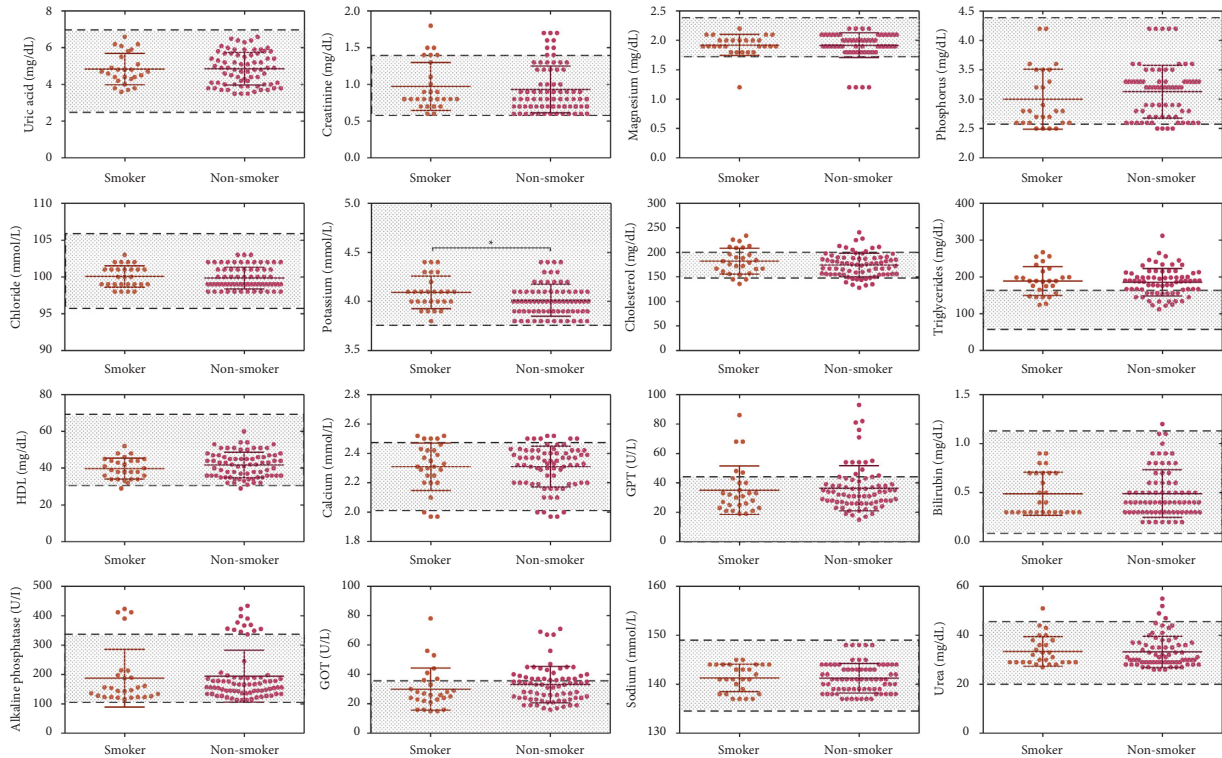 Uric acid (mg/dL)
8
6
4
2
0
Smoker
Non-smoker
Creatinine (mg/dL)
2.0
1.5
1.0
0.5
0.0
Smoker
Non-smoker
Magnesium (mg/dL)
2.5
2.0
1.5
1.0
0.5
0.0
Smoker
Non-smoker
Phosphorus (mg/dL)
4.5
4.0
3.5
3.0
2.5
2.0
Smoker
Non-smoker
Chloride (mmol/L)
110
105
100
95
90
Smoker
Non-smoker
Potassium (mmol/L)
5.0
4.5
4.0
3.5
*
Smoker
Non-smoker
Cholesterol (mg/dL)
300
250
200
150
100
50
0
Smoker
Non-smoker
Triglycerides (mg/dL)
400
300
200
100
0
Smoker
Non-smoker
HDL (mg/dL)
80
60
40
20
0
Smoker
Non-smoker
Calcium (mmol/L)
2.8
2.6
2.4
2.2
2.0
1.8
Smoker
Non-smoker
GPT (U/L)
100
80
60
40
20
0
Smoker
Non-smoker
Bilirubin (mg/dL)
1.5
1.0
0.5
0.0
Smoker
Non-smoker
Alkaline phosphatase (U/I)
500
400
300
200
100
0
Smoker
Non-smoker
GOT (U/L)
100
80
60
40
20
0
Smoker
Non-smoker
Sodium (mmol/L)
160
150
140
130
Smoker
Non-smoker
Urea (mg/dL)
60
40
20
0
Smoker
Non-smoker